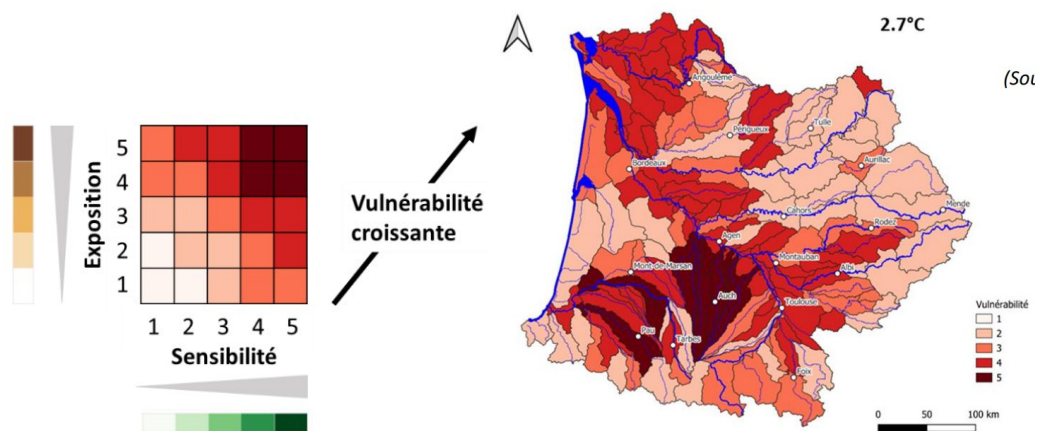 5
4
3
2
1
Exposition
1 2 3 4 5
Sensibilité
Vulnérabilité
croissante
2.7°C
(Sou
Angoulême
Périgueux
Tulle
Bordeaux
Aurillac
Cahors
Mende
Rodez
Agen
Montauban
Albi
Mont-de-Marsan
Auch
Toulouse
Pau
Tarbes
Foix
Vulnérabilité
1
2
3
4
5
0 50 100 km